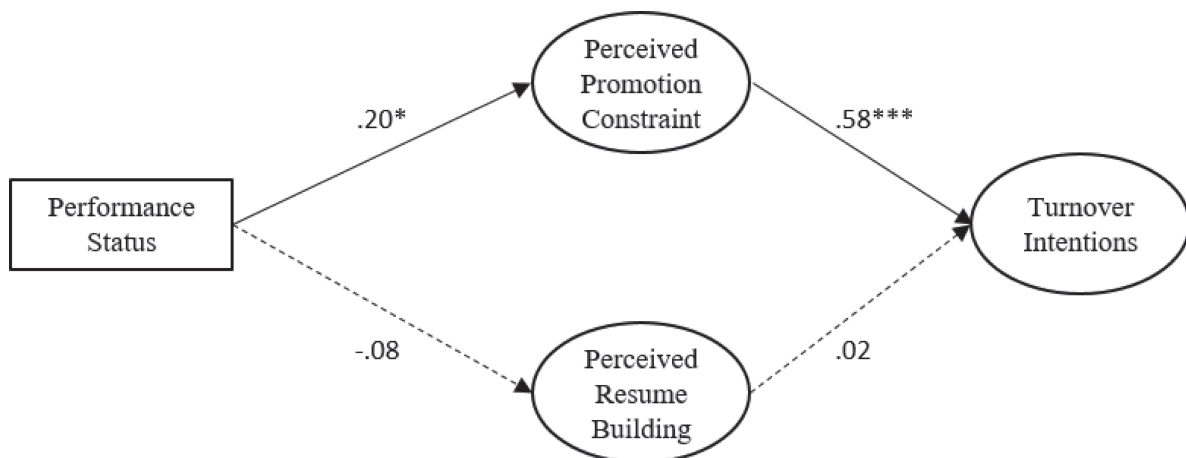 Perceived
Promotion
Constraint
.20*
.58***
Performance
Status
Turnover
Intentions
-.08
.02
Perceived
Resume
Building